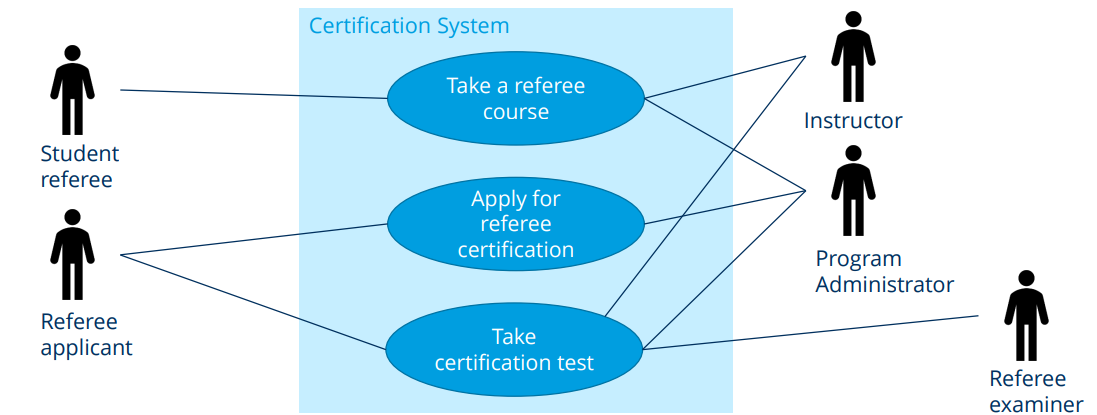 Certification System
Take a referee
course
Apply for
referee
certification
Take
certification test
Student
referee
Referee
applicant
Instructor
Program
Administrator
Referee
examiner